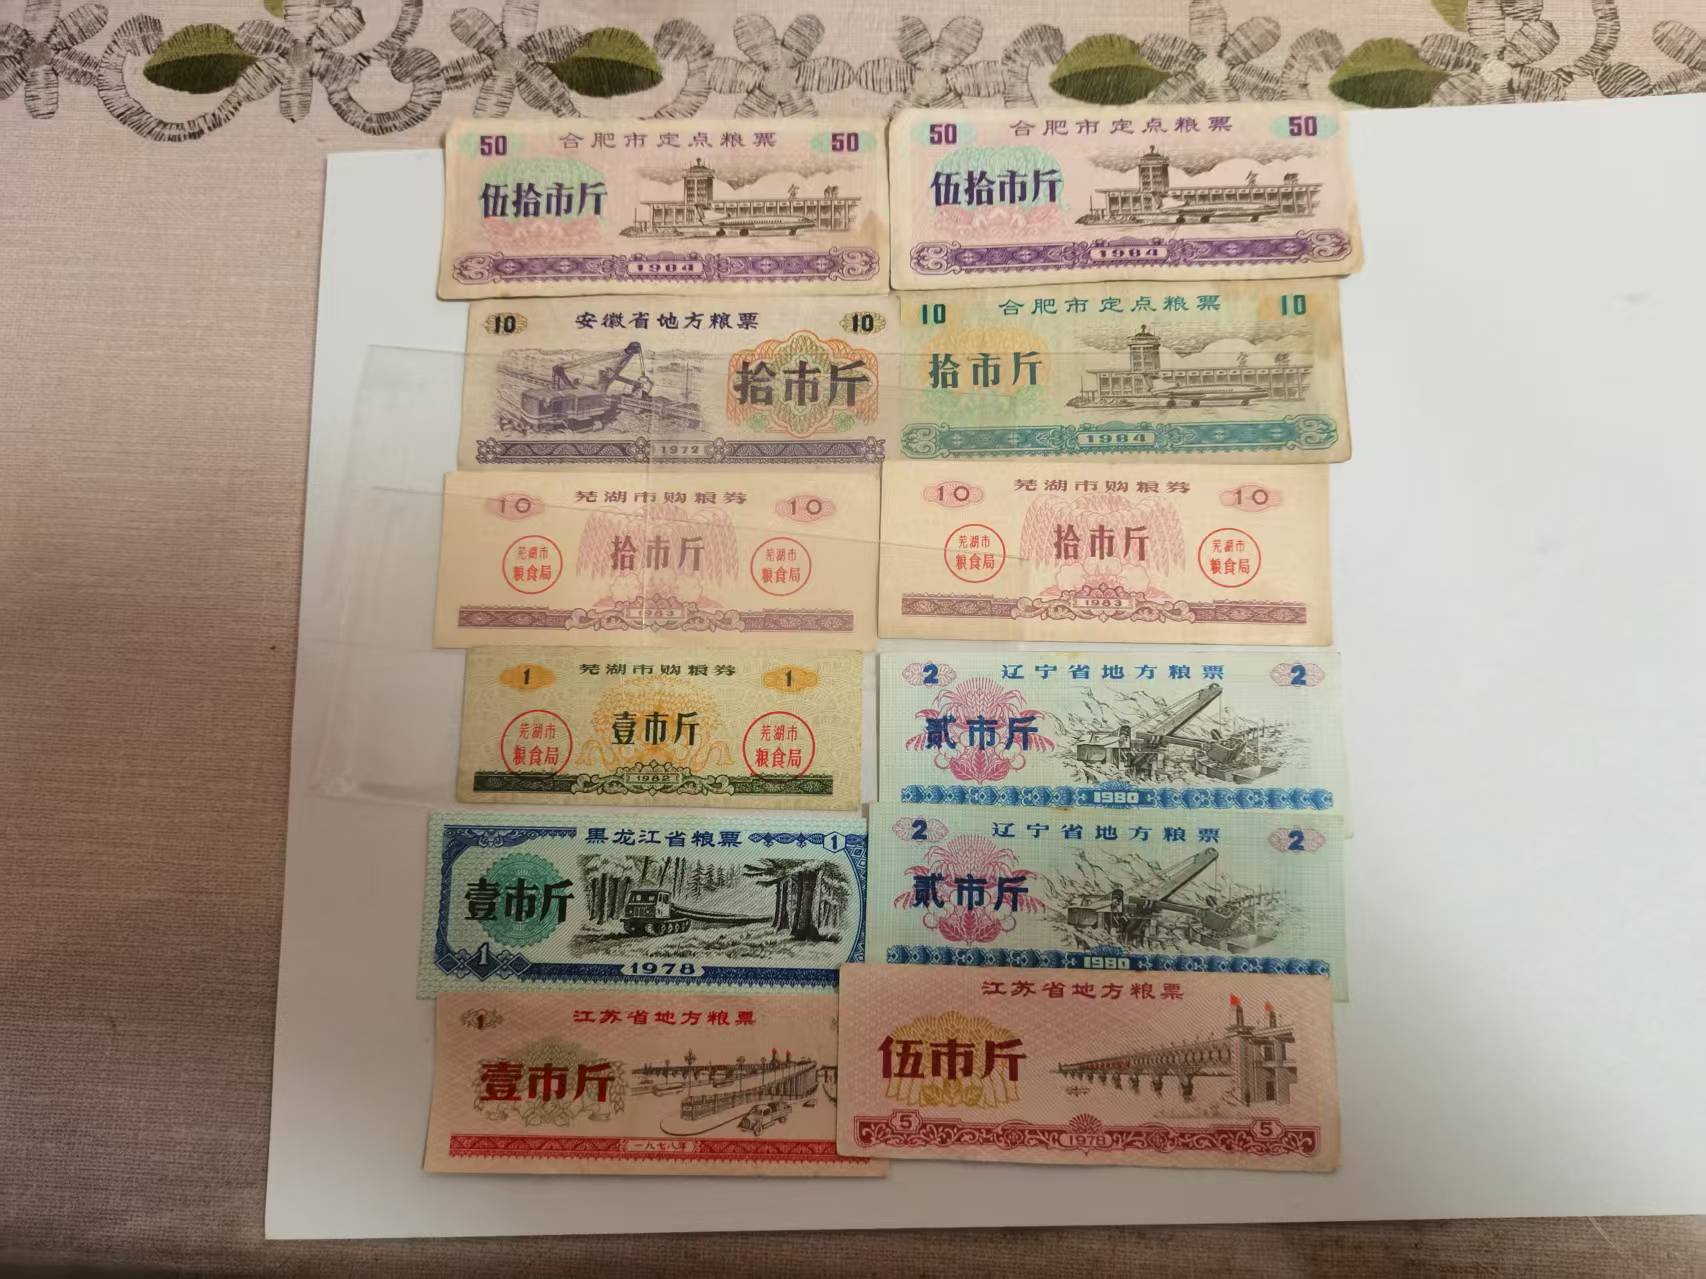 50 合肥市定点粮票 50
伍拾市斤
合肥
1984
50 合肥市定点粮票 50
伍拾市斤
合肥
1984
10 安徽省地方粮票 10
拾市斤
1972
10 合肥市定点粮票 10
拾市斤
合肥
1984
10 芜湖市购粮券 10
芜湖市
粮食局
拾市斤
芜湖市
粮食局
1983
10 芜湖市购粮券 10
芜湖市
粮食局
拾市斤
芜湖市
粮食局
1983
1 芜湖市购粮券 1
芜湖市
粮食局
壹市斤
芜湖市
粮食局
1982
2 辽宁省地方粮票 2
贰市斤
1980
黑龙江省粮票 1
壹市斤
1 1978
2 辽宁省地方粮票 2
贰市斤
1980
1 江苏省地方粮票
壹市斤
一九七八年
江苏省地方粮票
伍市斤
5 1978 5